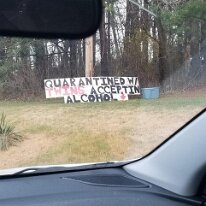 QUARANTINED W/
TWINS ACCEPTIN
ALCOHOL